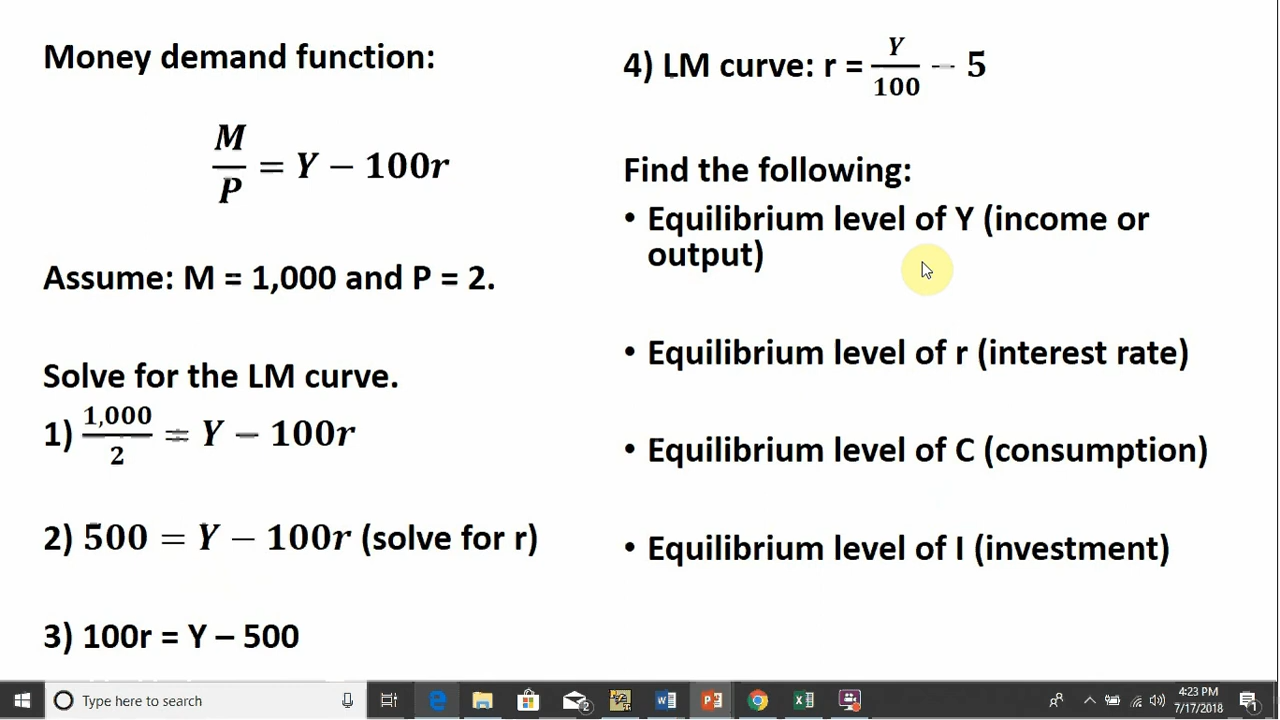 Money demand function:
M/P = Y − 100r
Assume: M = 1,000 and P = 2.
Solve for the LM curve.
1) 1,000/2 = Y − 100r
2) 500 = Y − 100r (solve for r)
3) 100r = Y – 500
4) LM curve: r = Y/100 − 5
Find the following:
• Equilibrium level of Y (income or
output)
• Equilibrium level of r (interest rate)
• Equilibrium level of C (consumption)
• Equilibrium level of I (investment)
Type here to search
2
4:23 PM
7/17/2018
1